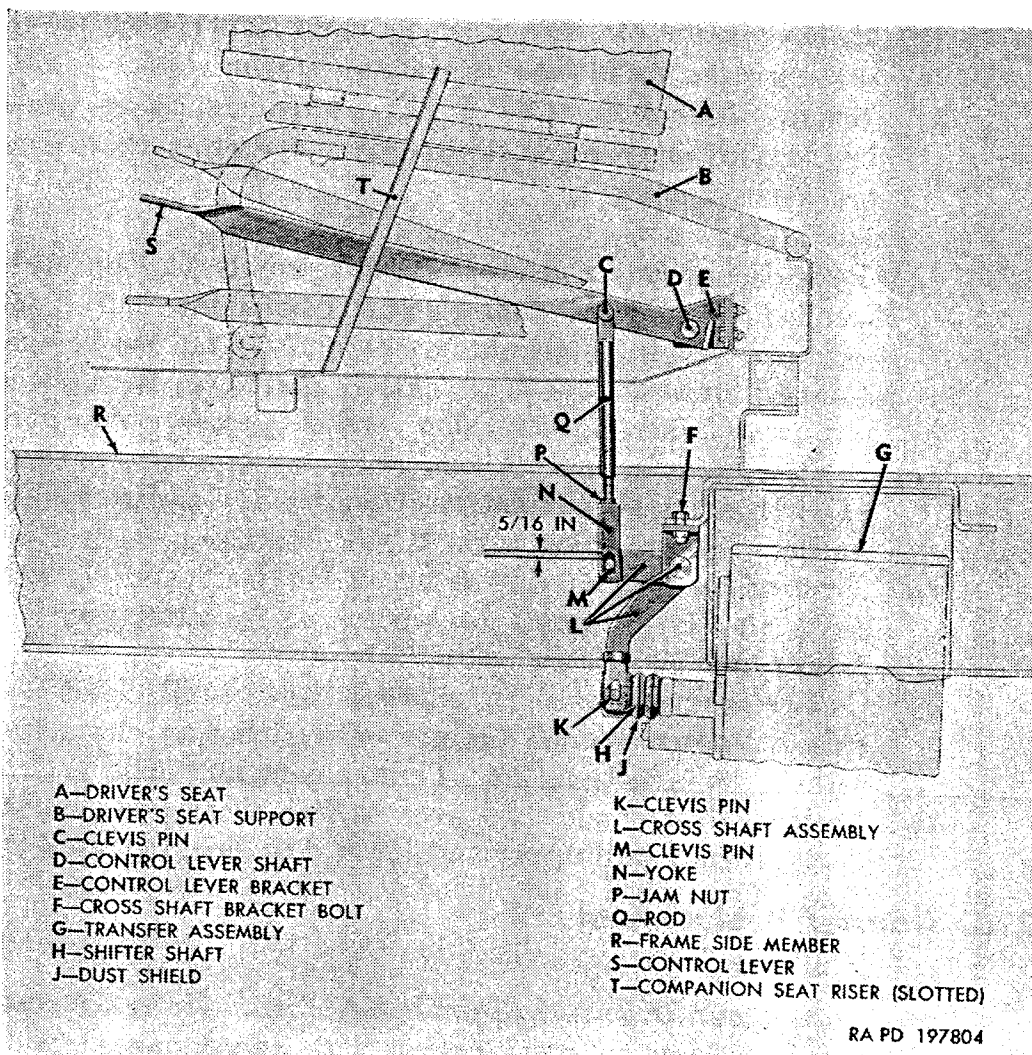 A
B
T
S
C
D
E
R
Q
F
G
P
N
5/16 IN
M
L
K
H
J
A—DRIVER'S SEAT
B—DRIVER'S SEAT SUPPORT
C—CLEVIS PIN
D—CONTROL LEVER SHAFT
E—CONTROL LEVER BRACKET
F—CROSS SHAFT BRACKET BOLT
G—TRANSFER ASSEMBLY
H—SHIFTER SHAFT
J—DUST SHIELD
K—CLEVIS PIN
L—CROSS SHAFT ASSEMBLY
M—CLEVIS PIN
N—YOKE
P—JAM NUT
Q—ROD
R—FRAME SIDE MEMBER
S—CONTROL LEVER
T—COMPANION SEAT RISER (SLOTTED)
RA PD 197804